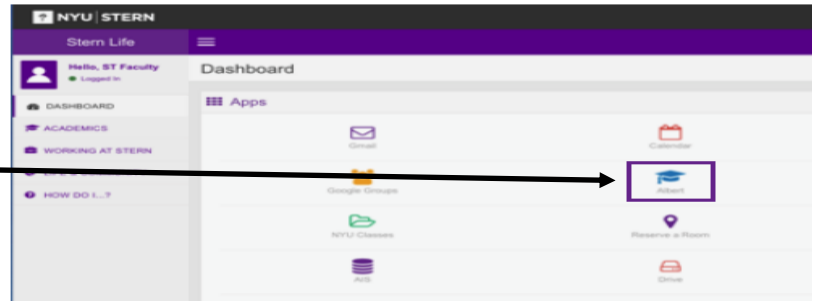 NYU STERN
Stern Life
Hello, ST Faculty
Logged In
Dashboard
DASHBOARD
ACADEMICS
WORKING AT STERN
HOW DO I...?
Apps
Gmail
Calendar
Google Groups
Albert
NYU Classes
Reserve a Room
AIS
Drive